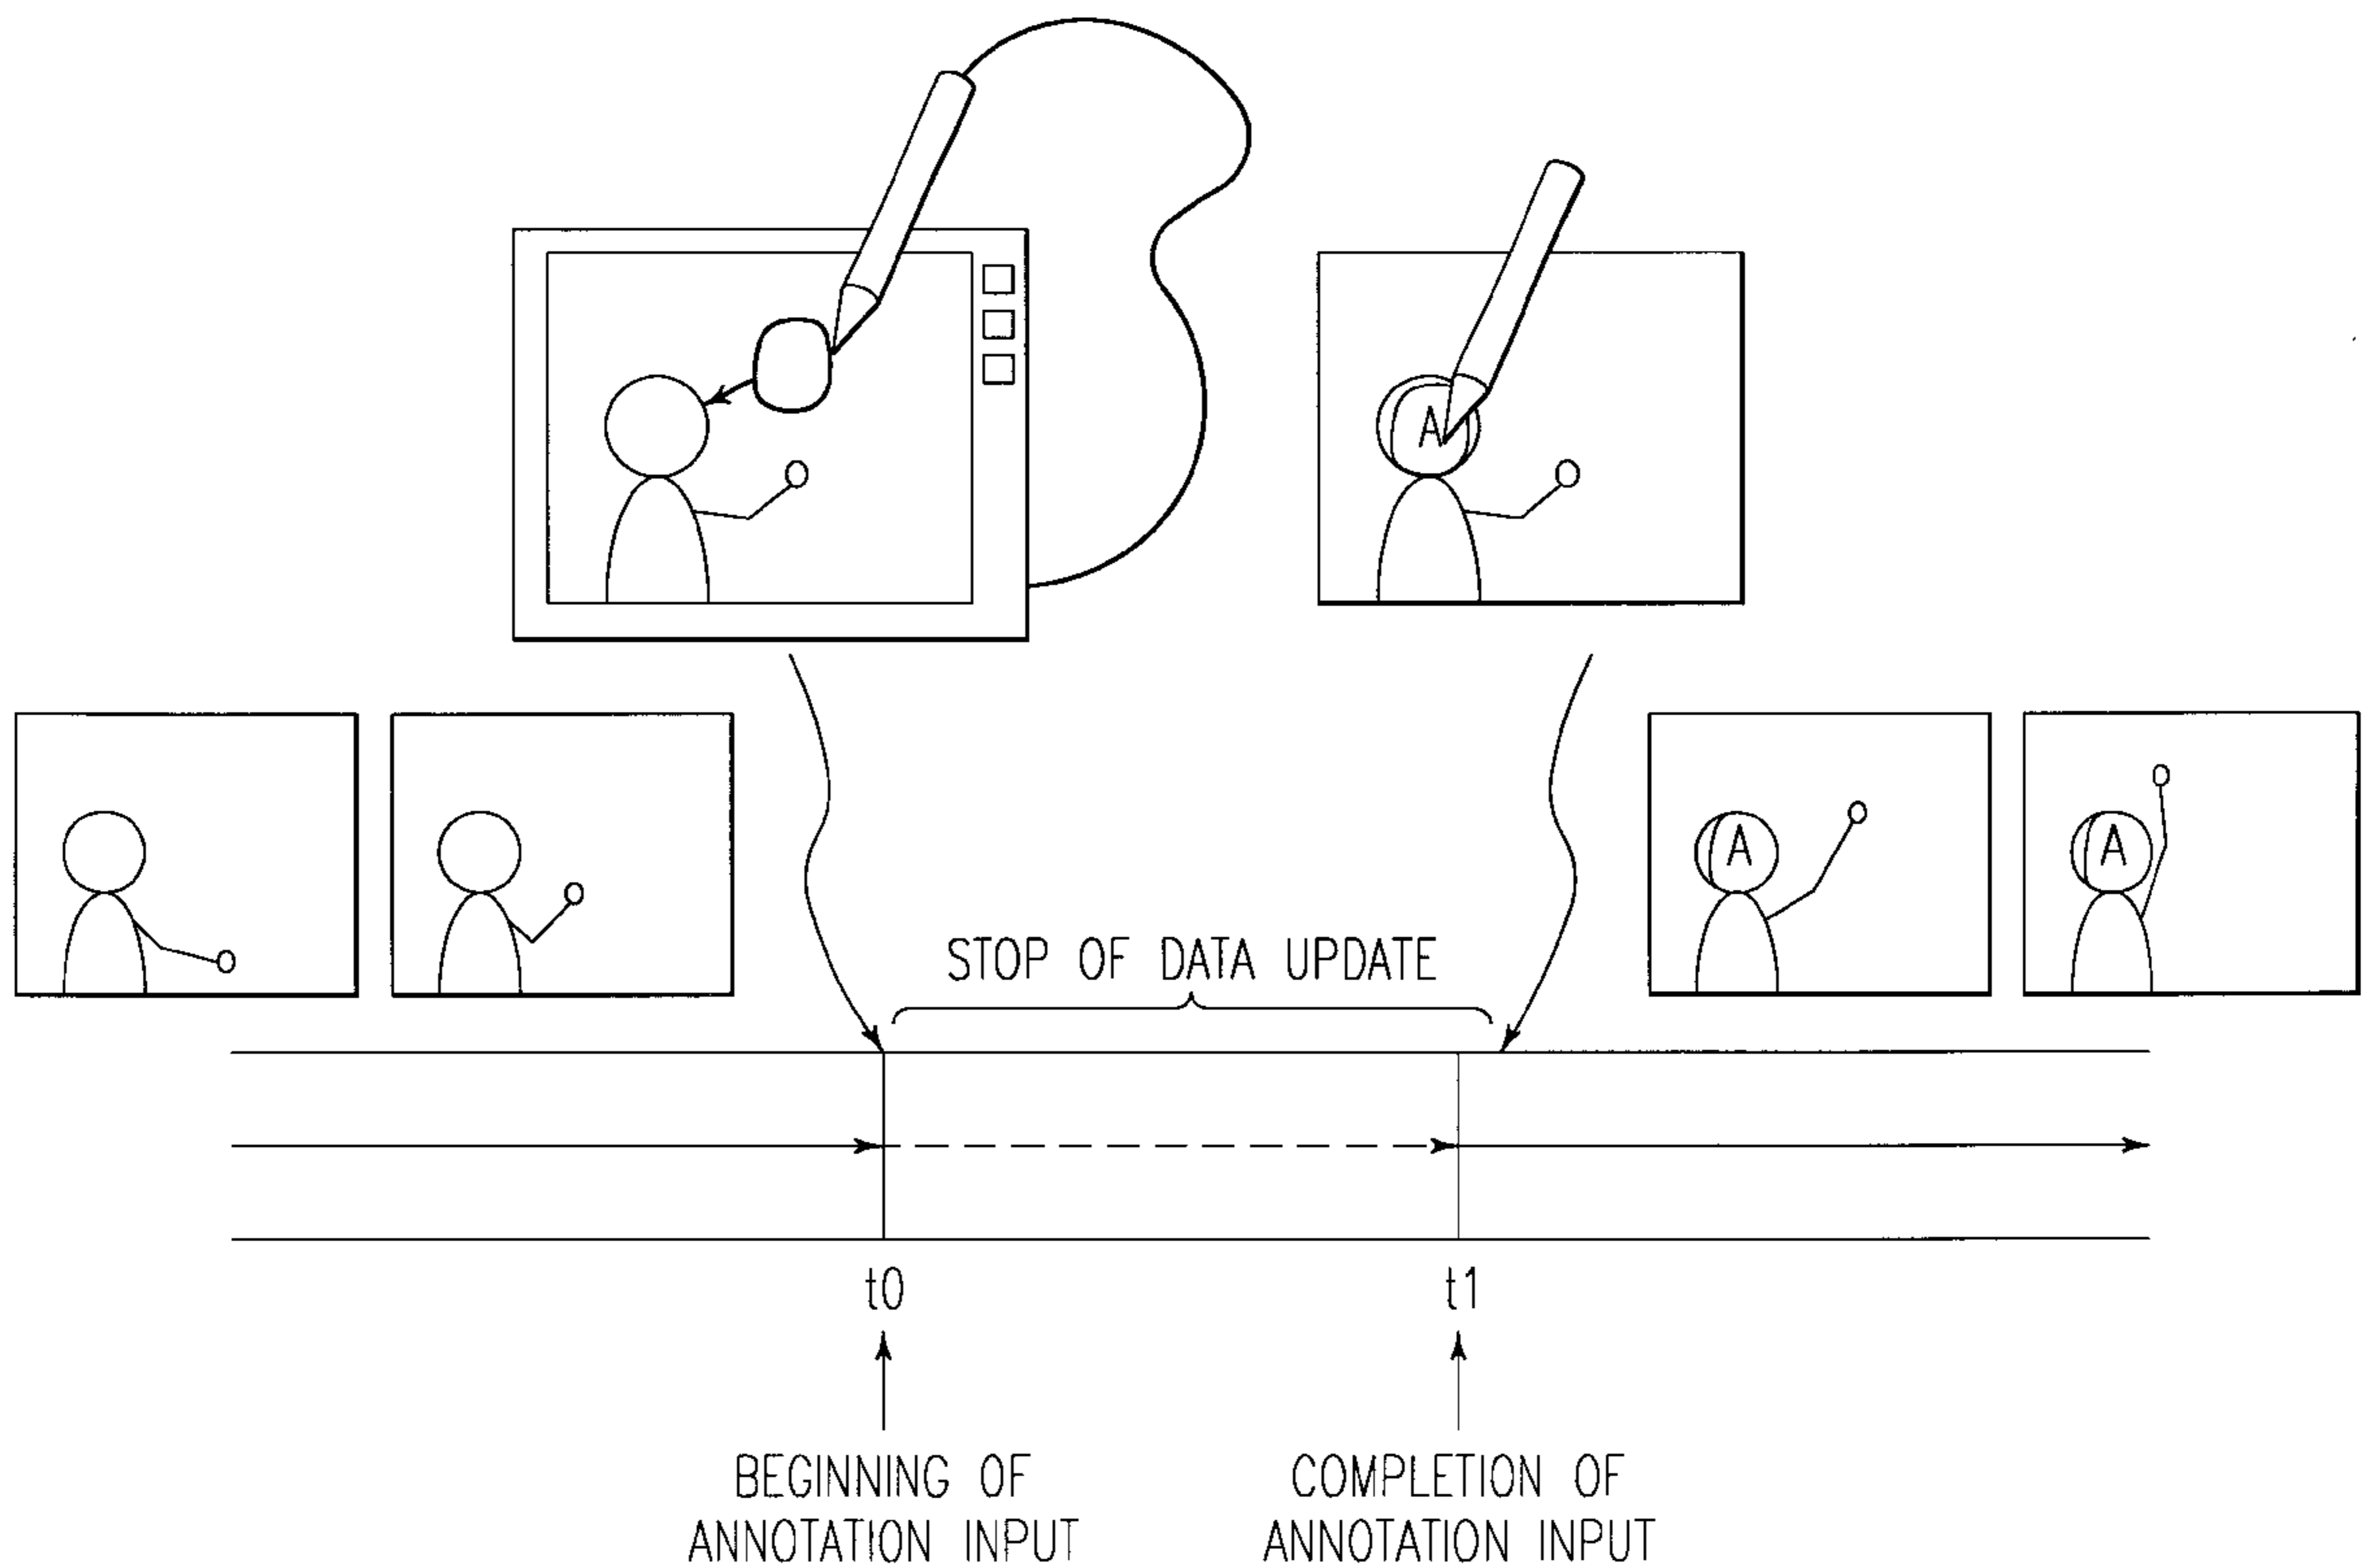 A
A
A
STOP OF DATA UPDATE
t0
t1
BEGINNING OF
ANNOTATION INPUT
COMPLETION OF
ANNOTATION INPUT